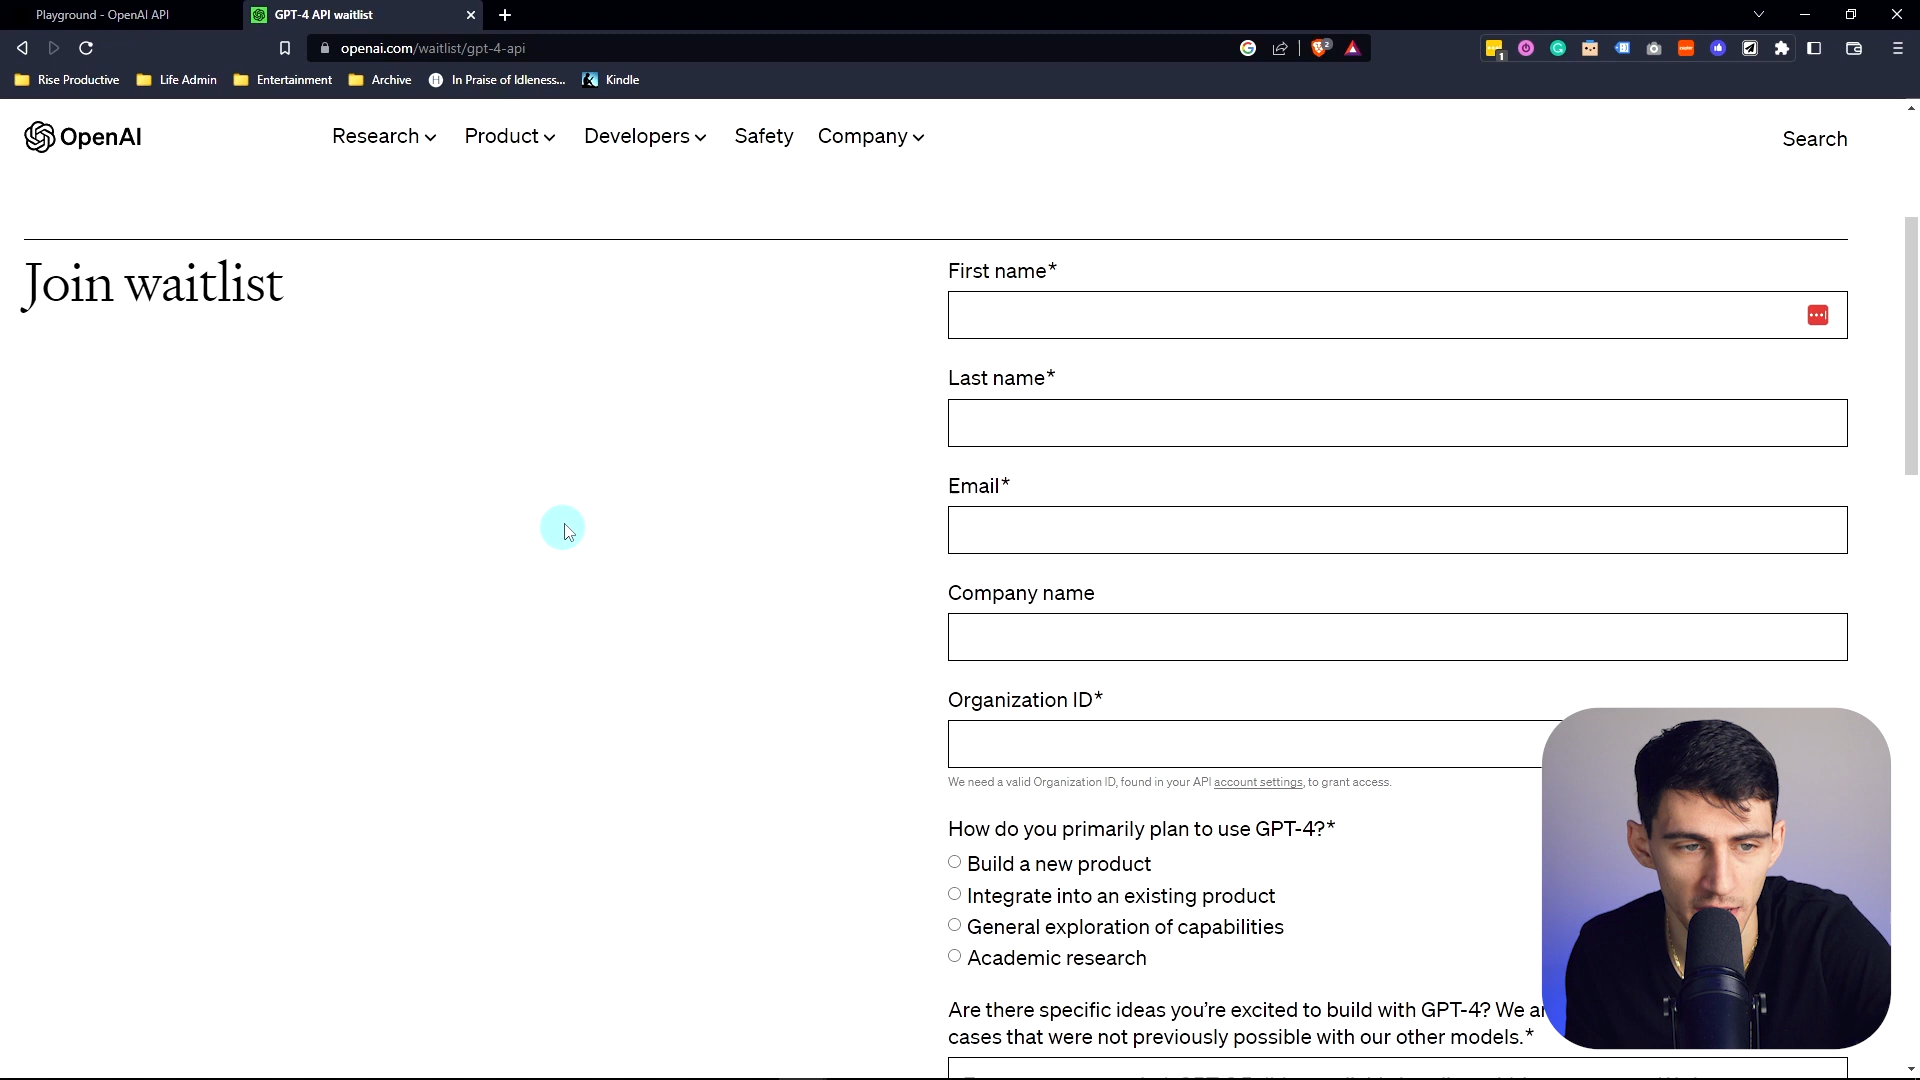 Playground - OpenAI API
GPT-4 API waitlist
openai.com/waitlist/gpt-4-api
2
1
Rise Productive
Life Admin
Entertainment
Archive
In Praise of Idleness...
Kindle
OpenAI
Research
Product
Developers
Safety
Company
Search
Join waitlist
First name*
Last name*
Email*
Company name
Organization ID*
We need a valid Organization ID, found in your API account settings, to grant access.
How do you primarily plan to use GPT-4?*
Build a new product
Integrate into an existing product
General exploration of capabilities
Academic research
Are there specific ideas you're excited to build with GPT-4? We
cases that were not previously possible with our other models.*